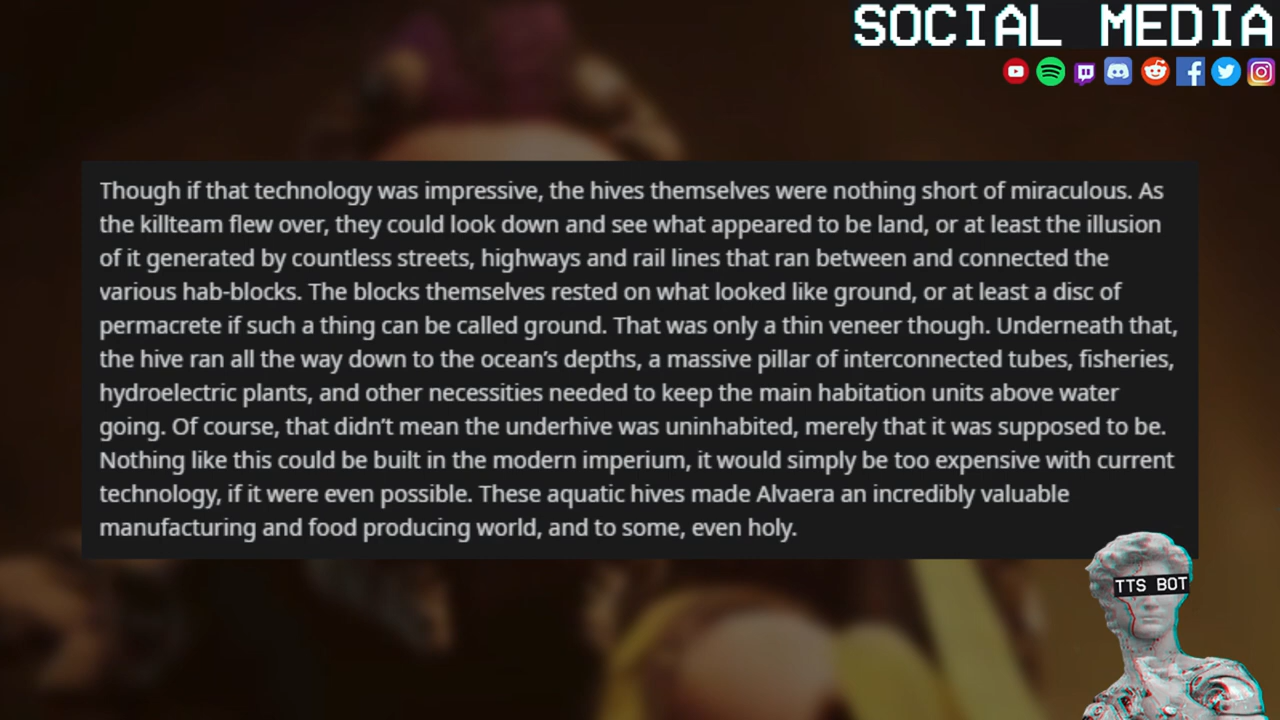 SOCIAL MEDIA
Though if that technology was impressive, the hives themselves were nothing short of miraculous. As
the killteam flew over, they could look down and see what appeared to be land, or at least the illusion
of it generated by countless streets, highways and rail lines that ran between and connected the
various hab-blocks. The blocks themselves rested on what looked like ground, or at least a disc of
permacrete if such a thing can be called ground. That was only a thin veneer though. Underneath that,
the hive ran all the way down to the ocean’s depths, a massive pillar of interconnected tubes, fisheries,
hydroelectric plants, and other necessities needed to keep the main habitation units above water
going. Of course, that didn’t mean the underhive was uninhabited, merely that it was supposed to be.
Nothing like this could be built in the modern imperium, it would simply be too expensive with current
technology, if it were even possible. These aquatic hives made Alvaera an incredibly valuable
manufacturing and food producing world, and to some, even holy.
TTS BOT